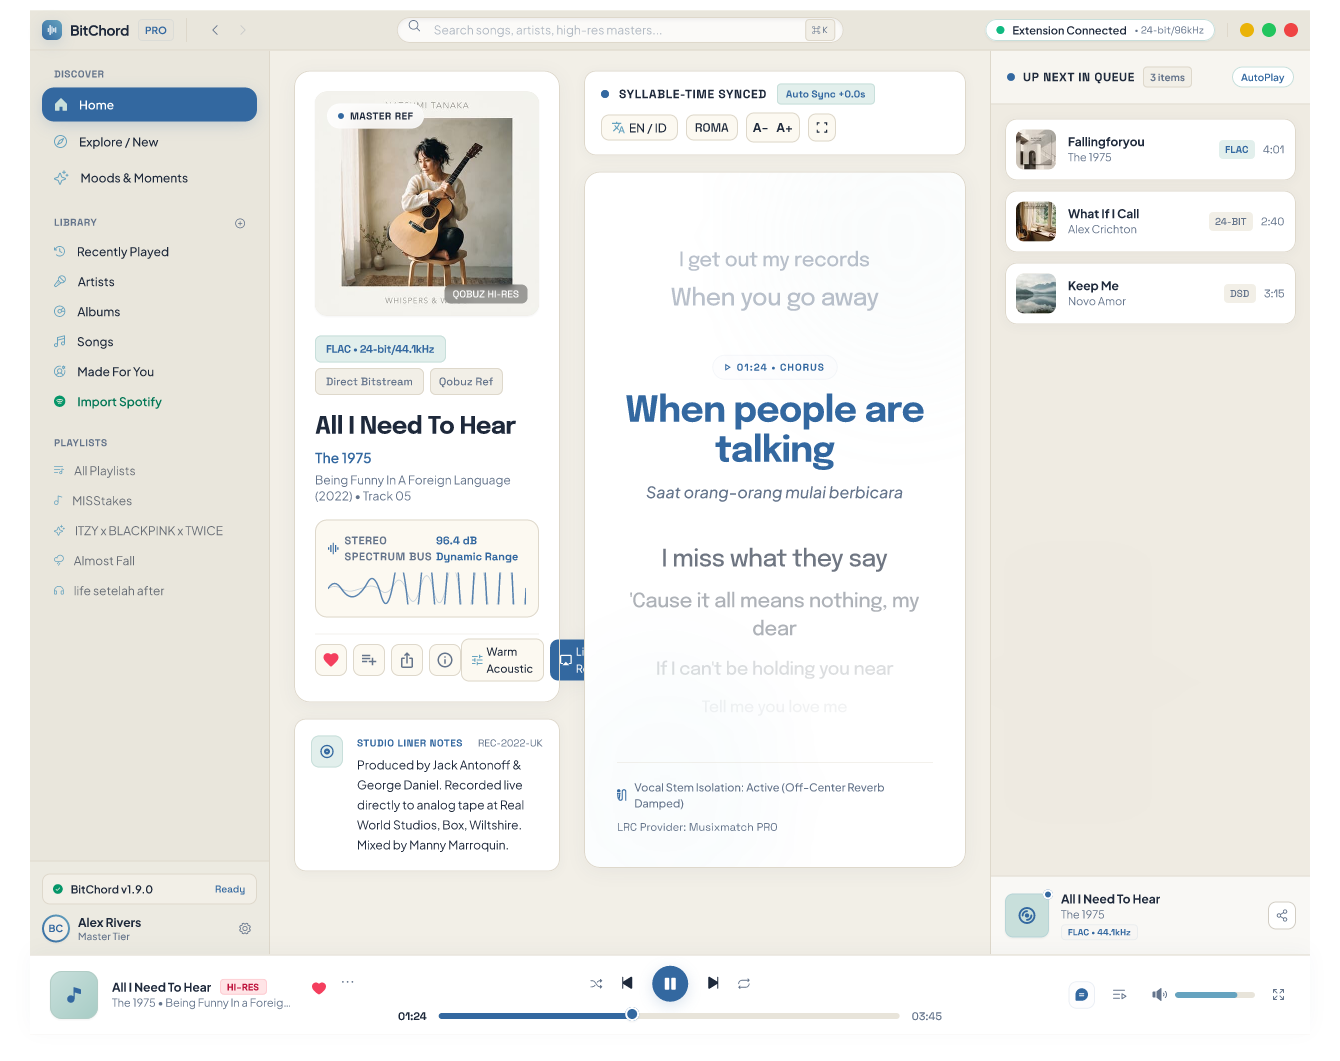 BitChord PRO
Search songs, artists, high-res masters...
⌘K
Extension Connected • 24-bit/96kHz
DISCOVER
Home
Explore / New
Moods & Moments
LIBRARY
Recently Played
Artists
Albums
Songs
Made For You
Import Spotify
PLAYLISTS
All Playlists
MISStakes
ITZY x BLACKPINK x TWICE
Almost Fall
life setelah after
BitChord v1.9.0 Ready
BC
Alex Rivers
Master Tier
TANAKA
MASTER REF
WHISPERS &
QOBUZ HI-RES
FLAC • 24-bit/44.1kHz
Direct Bitstream
Qobuz Ref
All I Need To Hear
The 1975
Being Funny In A Foreign Language
(2022) • Track 05
STEREO
SPECTRUM BUS
96.4 dB
Dynamic Range
Warm
Acoustic
STUDIO LINER NOTES REC-2022-UK
Produced by Jack Antonoff &
George Daniel. Recorded live
directly to analog tape at Real
World Studios, Box, Wiltshire.
Mixed by Manny Marroquin.
SYLLABLE-TIME SYNCED Auto Sync +0.0s
EN / ID
ROMA
A- A+
I get out my records
When you go away
01:24 • CHORUS
When people are
talking
Saat orang-orang mulai berbicara
I miss what they say
'Cause it all means nothing, my
dear
If I can't be holding you near
Tell me you love me
Vocal Stem Isolation: Active (Off-Center Reverb
Damped)
LRC Provider: Musixmatch PRO
UP NEXT IN QUEUE 3 items AutoPlay
Fallingforyou
The 1975
FLAC 4:01
What If I Call
Alex Crichton
24-BIT 2:40
Keep Me
Novo Amor
DSD 3:15
All I Need To Hear
The 1975
FLAC • 44.1kHz
All I Need To Hear HI-RES
The 1975 • Being Funny In a Foreig...
01:24
03:45